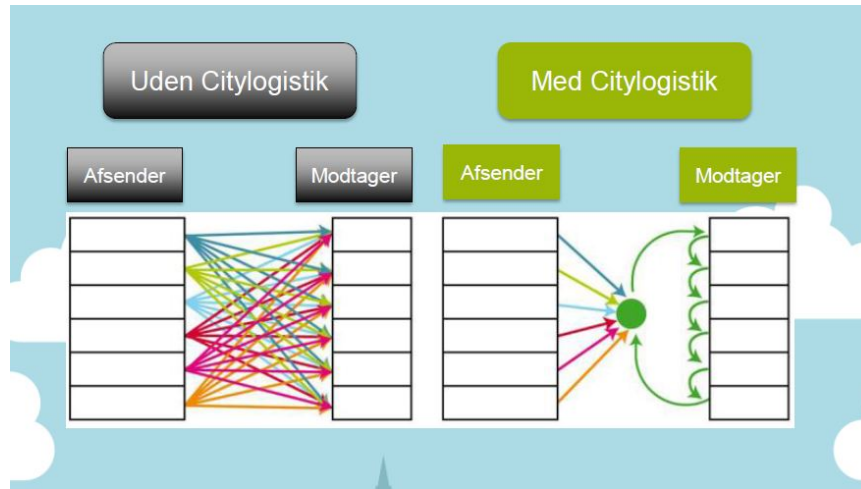 Uden Citylogistik
Med Citylogistik
Afsender
Modtager
Afsender
Modtager